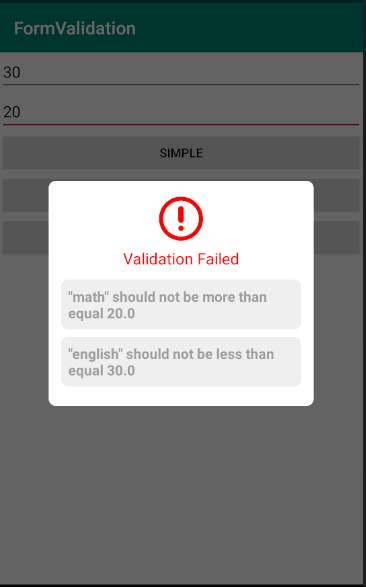 FormValidation
30
20
SIMPLE
Validation Failed
"math" should not be more than
equal 20.0
"english" should not be less than
equal 30.0